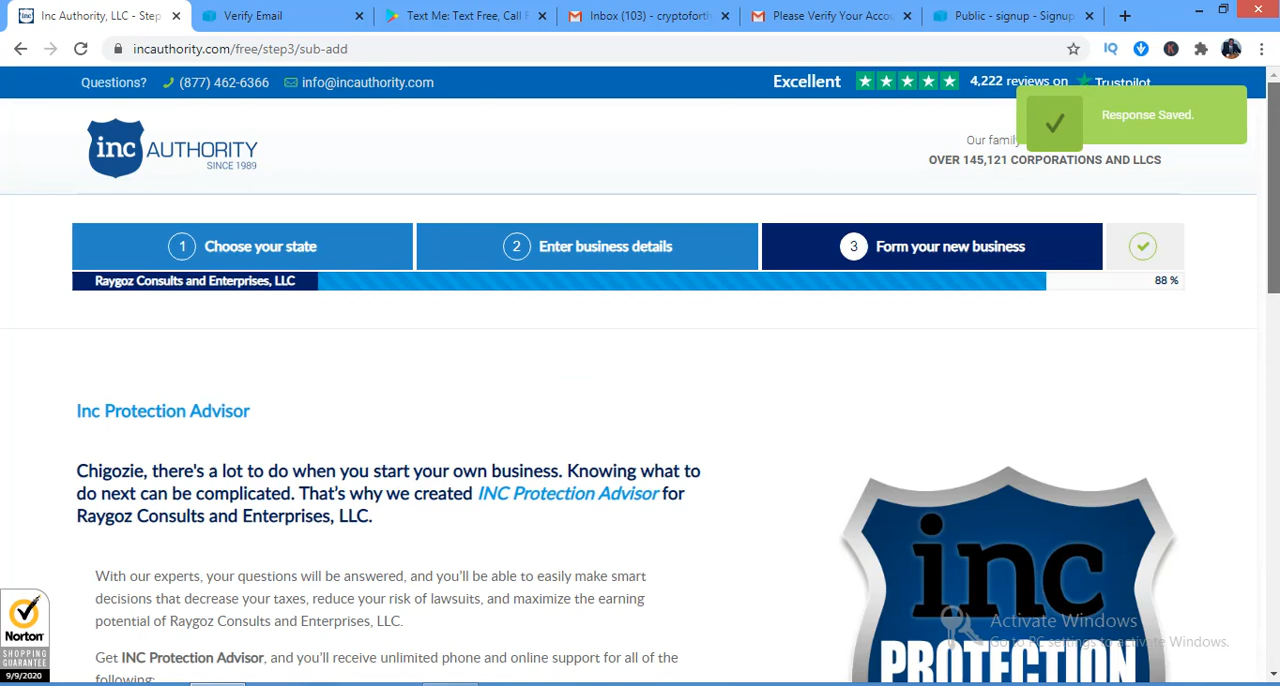 Inc Authority, LLC - Step
Verify Email
Text Me: Text Free, Call F
Inbox (103) - cryptoforth
Please Verify Your Accou
Public - signup - Signup
incauthority.com/free/step3/sub-add
IQ
K
Questions? (877) 462-6366 info@incauthority.com
Excellent 4,222 reviews on Trustpilot
Response Saved.
inc AUTHORITY
SINCE 1989
Our family
OVER 145,121 CORPORATIONS AND LLCS
1 Choose your state
2 Enter business details
3 Form your new business
Raygoz Consults and Enterprises, LLC
88 %
Inc Protection Advisor
Chigozie, there's a lot to do when you start your own business. Knowing what to
do next can be complicated. That's why we created INC Protection Advisor for
Raygoz Consults and Enterprises, LLC.
With our experts, your questions will be answered, and you'll be able to easily make smart
decisions that decrease your taxes, reduce your risk of lawsuits, and maximize the earning
potential of Raygoz Consults and Enterprises, LLC.
Get INC Protection Advisor, and you'll receive unlimited phone and online support for all of the
following:
inc
PROTECTION
Activate Windows
Go to PC settings to activate Windows.
Norton
SHOPPING
GUARANTEE
9/9/2020